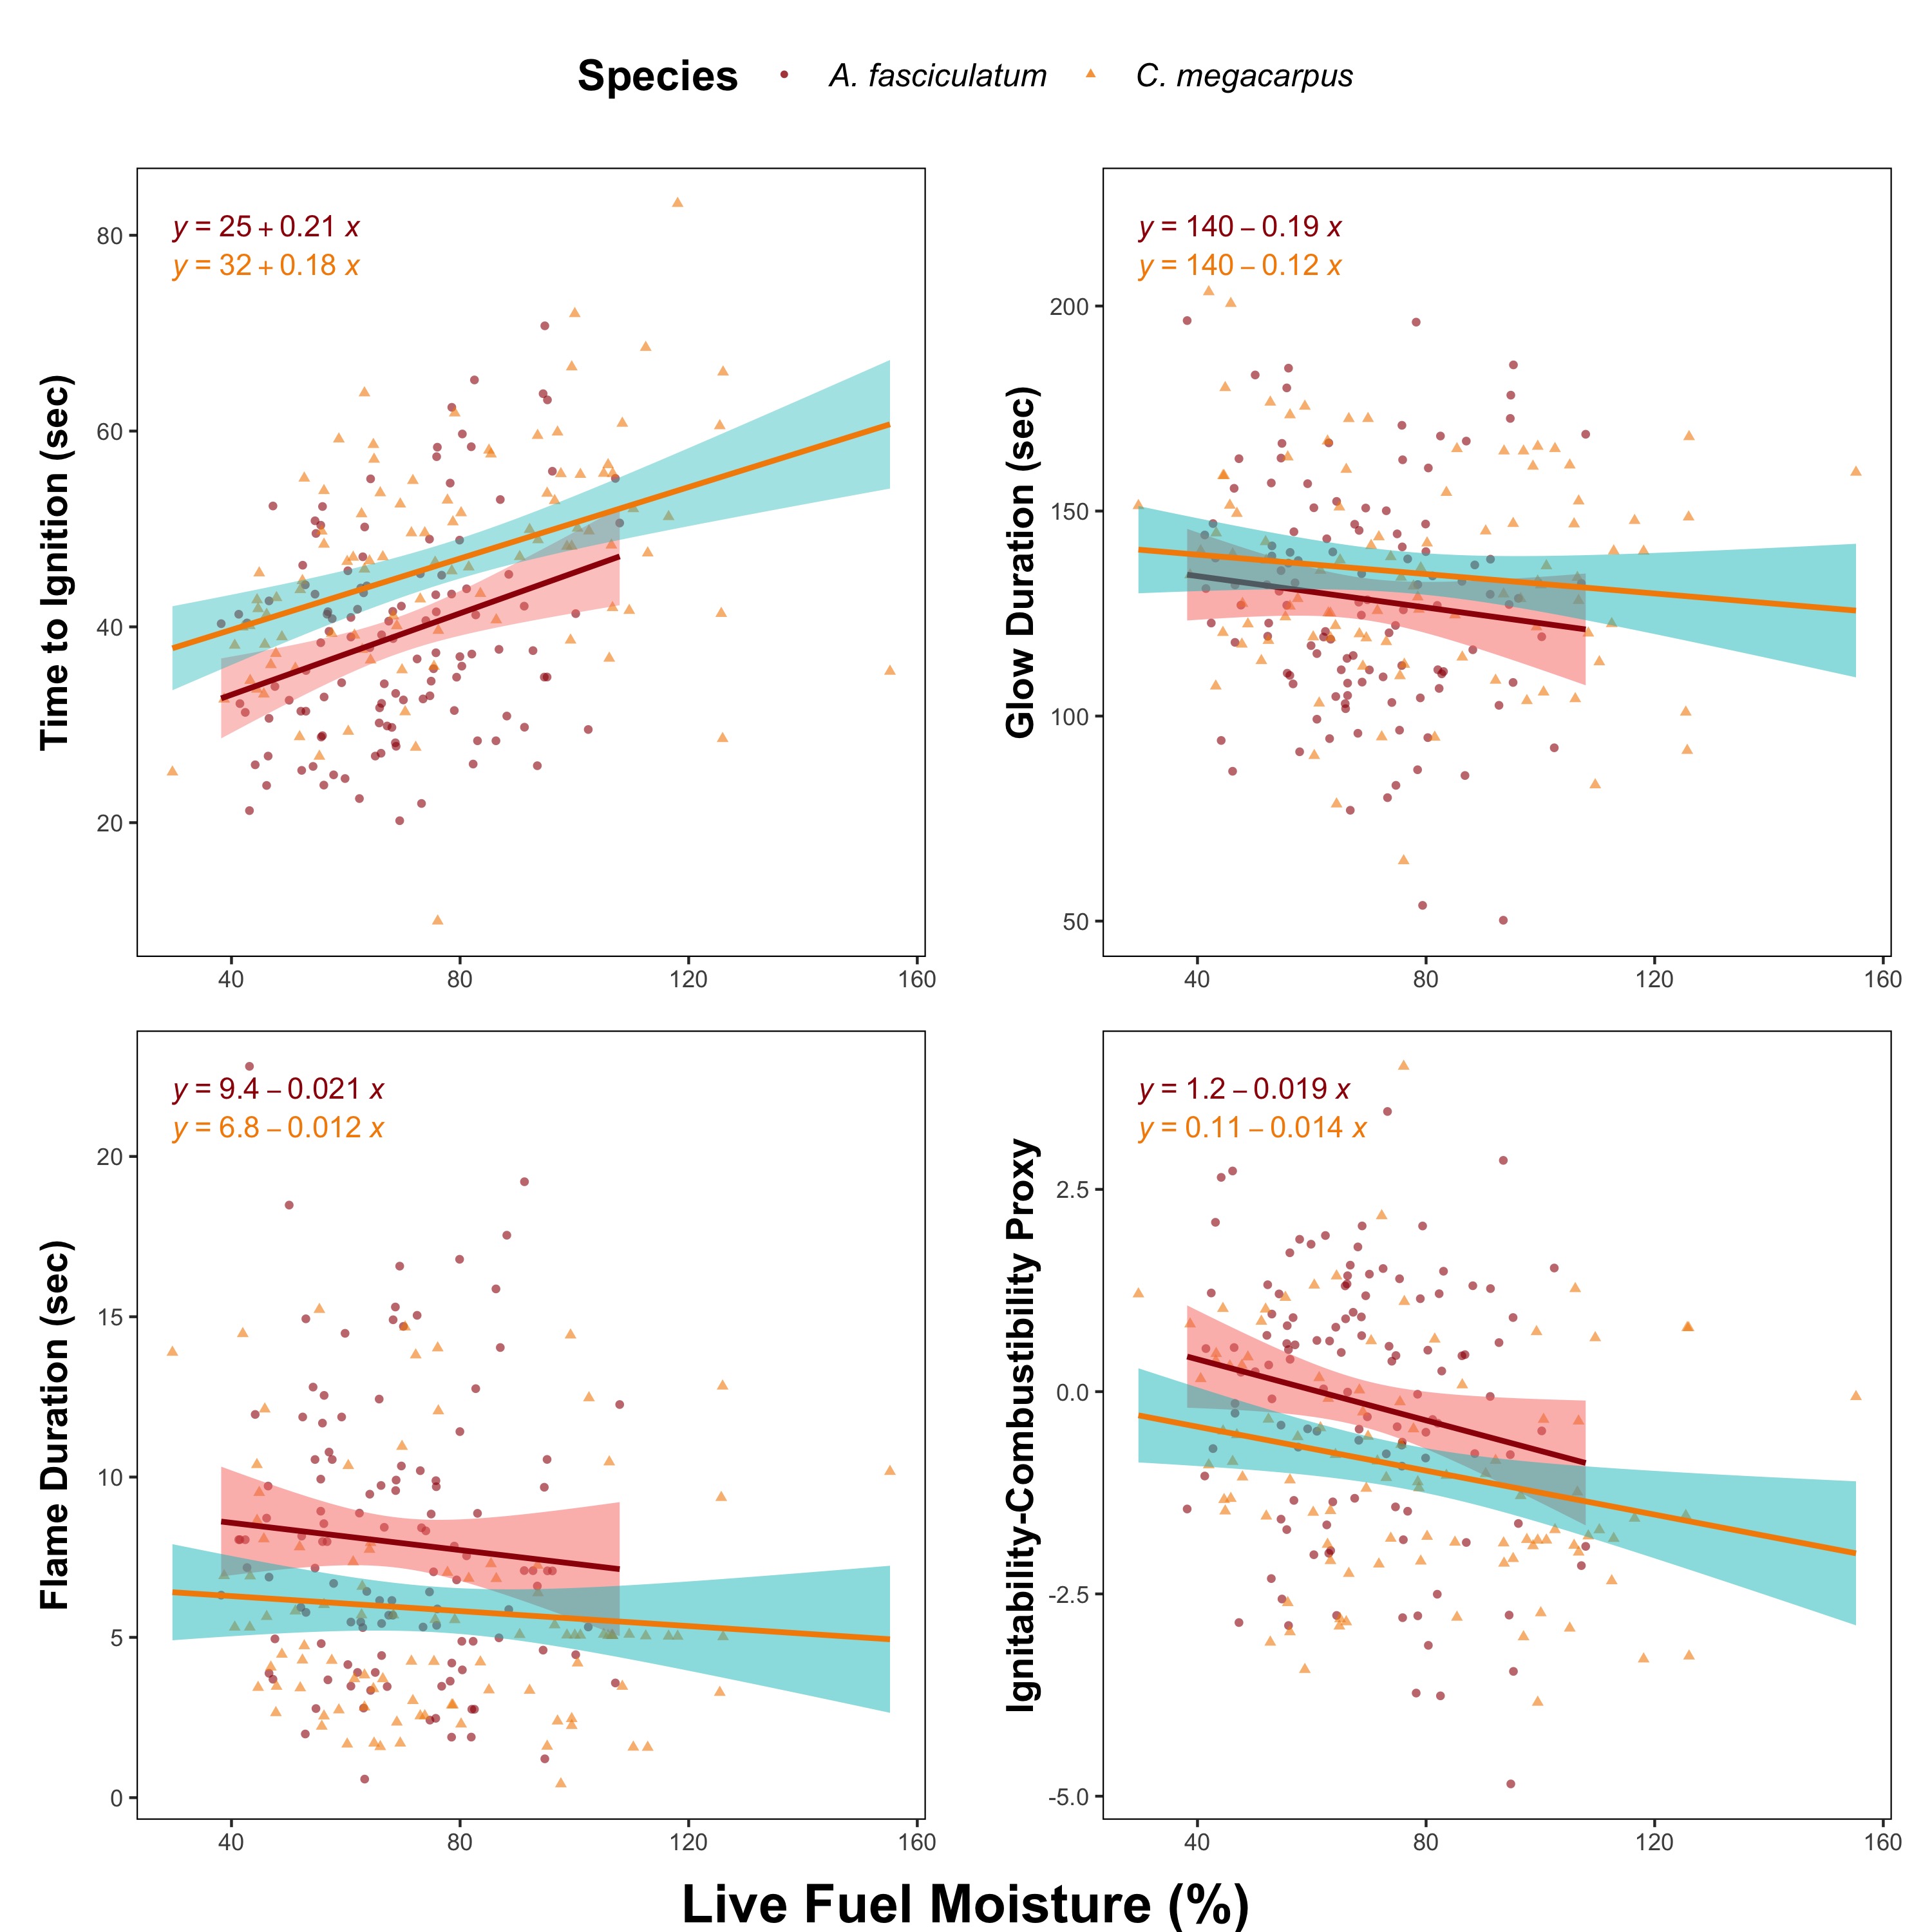 Species A. fasciculatum C. megacarpus
Time to Ignition (sec)
y = 25 + 0.21 x
y = 32 + 0.18 x
80
60
40
20
40 80 120 160
Glow Duration (sec)
y = 140 – 0.19 x
y = 140 – 0.12 x
200
150
100
50
40 80 120 160
Flame Duration (sec)
y = 9.4 – 0.021 x
y = 6.8 – 0.012 x
20
15
10
5
0
40 80 120 160
Ignitability-Combustibility Proxy
y = 1.2 – 0.019 x
y = 0.11 – 0.014 x
2.5
0.0
-2.5
-5.0
40 80 120 160
Live Fuel Moisture (%)